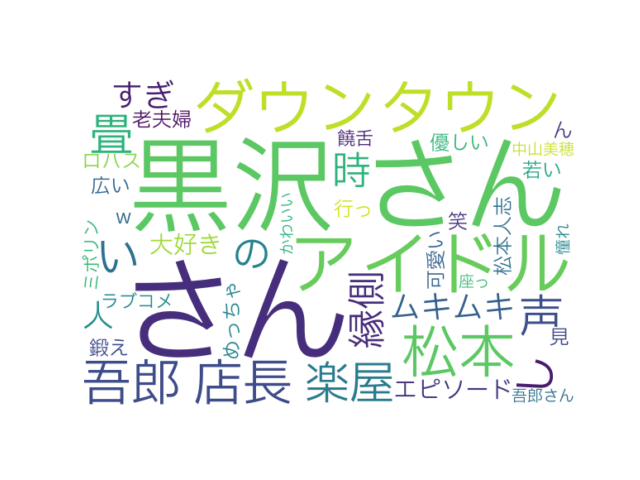 すぎ
ダウンタウン
老夫婦
畳
饒舌
優しい
ん
中山美穂
ロハス
時
若い
広い
黒沢さん
w
行っ
笑
松本人志
憧れ
ミポリン
い
大好き
の
かわいい
アイドル
可愛い
座っ
人
ラブコメ
さん
めっちゃ
縁側
ムキムキ
声
見
鍛え
松本
し
吾郎
店長
楽屋
エピソード
吾郎さん